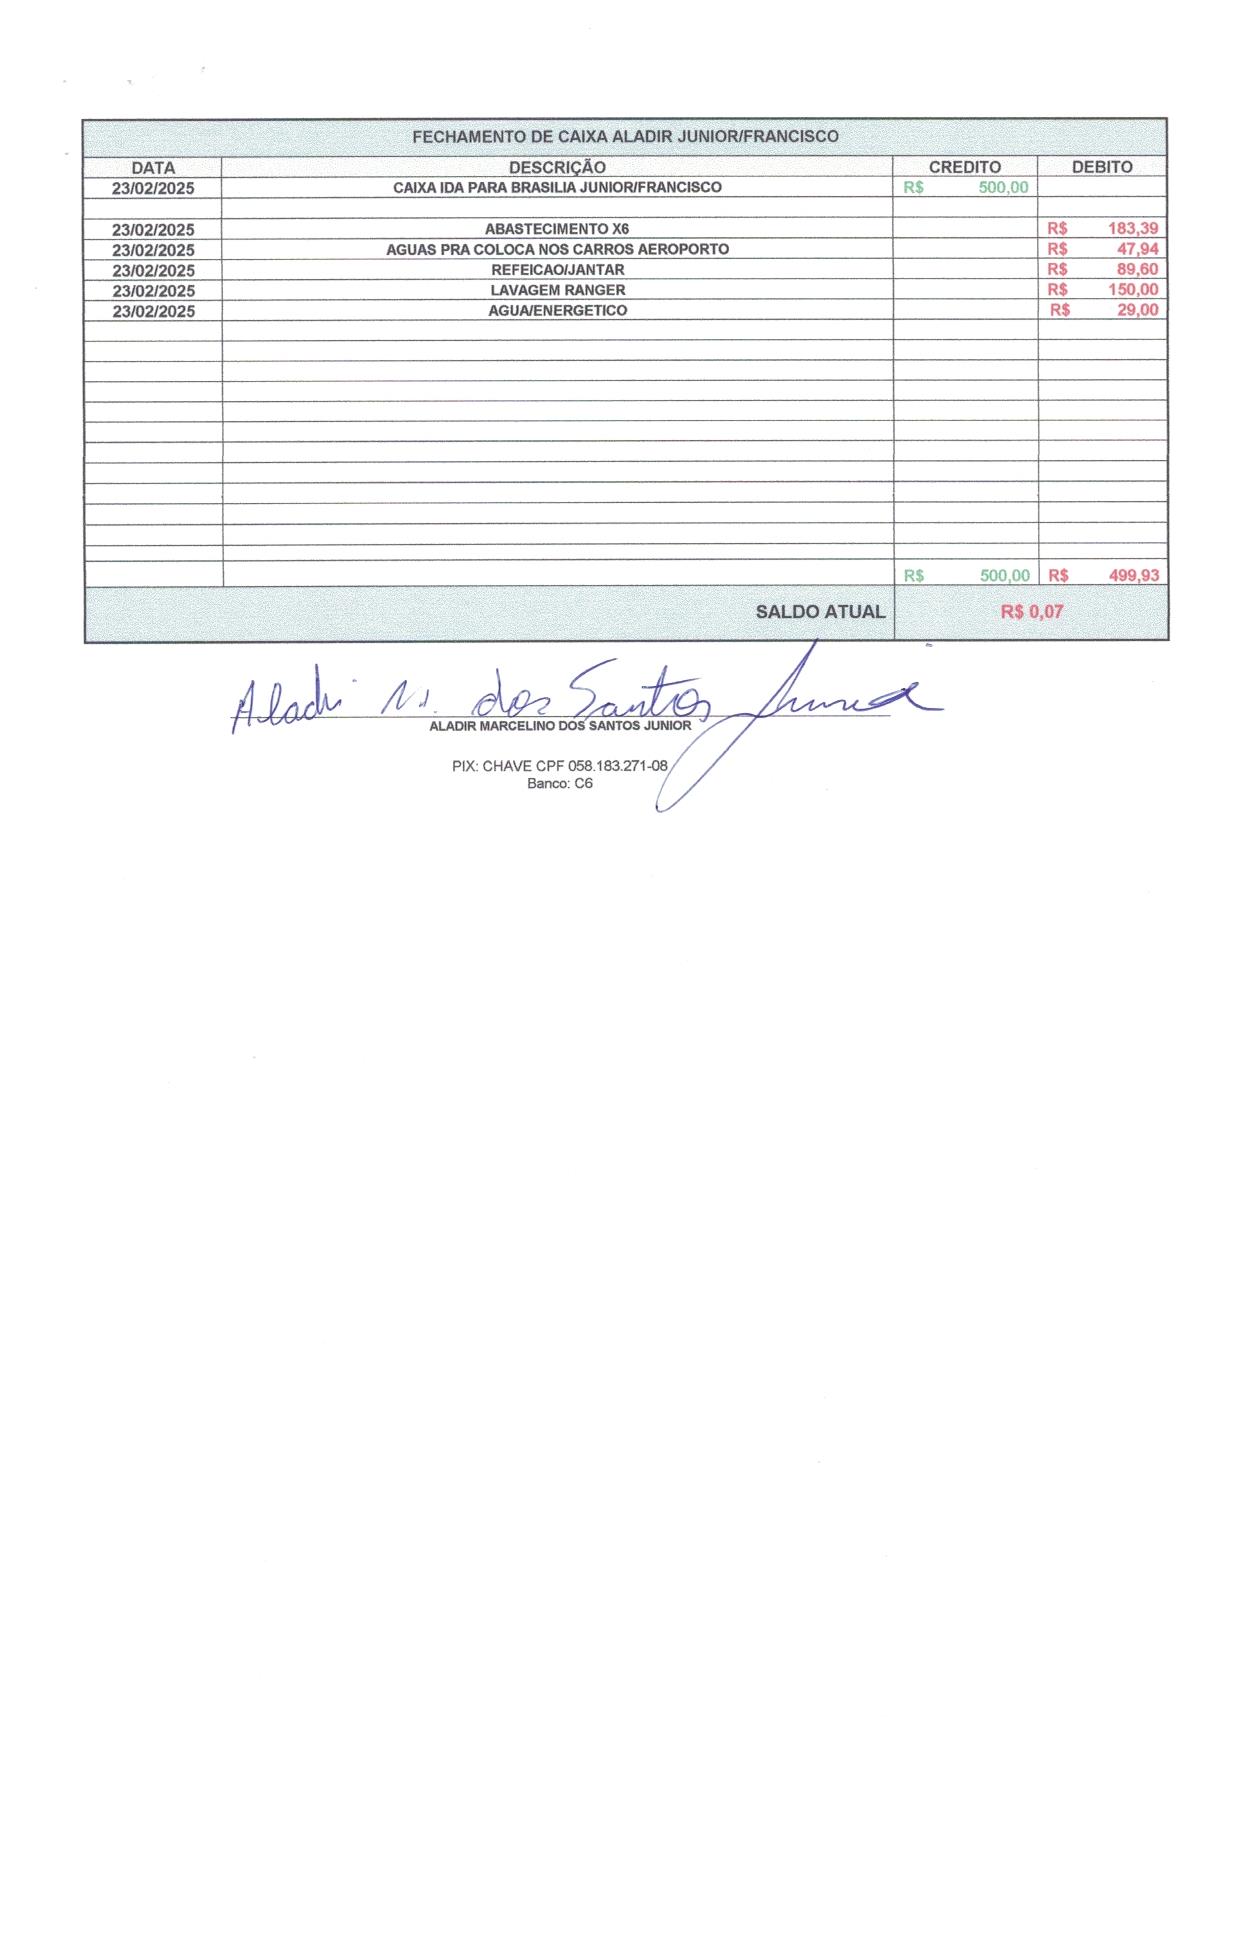 FECHAMENTO DE CAIXA ALADIR JUNIOR/FRANCISCO
DATA DESCRIÇÃO CREDITO DEBITO
23/02/2025 CAIXA IDA PARA BRASILIA JUNIOR/FRANCISCO R$ 500,00
23/02/2025 ABASTECIMENTO X6 R$ 183,39
23/02/2025 AGUAS PRA COLOCA NOS CARROS AEROPORTO R$ 47,94
23/02/2025 REFEICAO/JANTAR R$ 89,60
23/02/2025 LAVAGEM RANGER R$ 150,00
23/02/2025 AGUA/ENERGETICO R$ 29,00
R$ 500,00 R$ 499,93
SALDO ATUAL R$ 0,07
Aladir M. dos Santos Junior
ALADIR MARCELINO DOS SANTOS JUNIOR
PIX: CHAVE CPF 058.183.271-08
Banco: C6